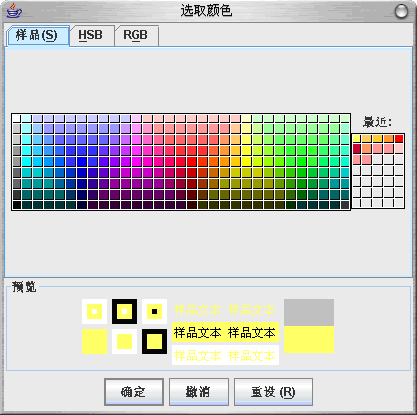 选取颜色
样品(S) HSB RGB
最近:
预览
样品文本 样品文本
样品文本 样品文本
样品文本 样品文本
确定 撤消 重设 (R)